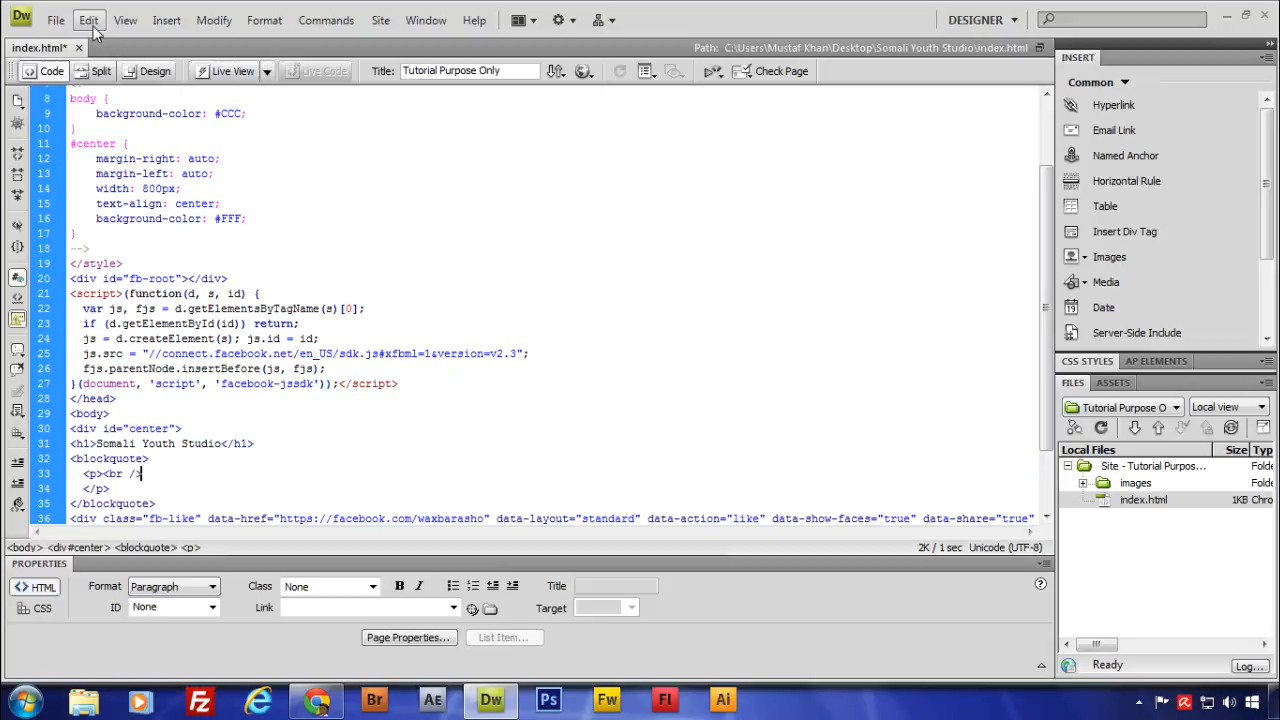 Dw File Edit View Insert Modify Format Commands Site Window Help DESIGNER
index.html* Path: C:\Users\Mustaf Khan\Desktop\Somali Youth Studio\index.html
Code Split Design Live View Live Code Title: Tutorial Purpose Only Check Page
8 body {
9 background-color: #CCC;
10 }
11 #center {
12 margin-right: auto;
13 margin-left: auto;
14 width: 800px;
15 text-align: center;
16 background-color: #FFF;
17 }
18 -->
19 </style>
20 <div id="fb-root"></div>
21 <script>(function(d, s, id) {
22 var js, fjs = d.getElementsByTagName(s)[0];
23 if (d.getElementById(id)) return;
24 js = d.createElement(s); js.id = id;
25 js.src = "//connect.facebook.net/en_US/sdk.js#xfbml=1&version=v2.3";
26 fjs.parentNode.insertBefore(js, fjs);
27 }(document, 'script', 'facebook-jssdk'));</script>
28 </head>
29 <body>
30 <div id="center">
31 <h1>Somali Youth Studio</h1>
32 <blockquote>
33 <p><br />
34 </p>
35 </blockquote>
36 <div class="fb-like" data-href="https://facebook.com/waxbarasho" data-layout="standard" data-action="like" data-show-faces="true" data-share="true"
<body> <div#center> <blockquote> <p> 2K / 1 sec Unicode (UTF-8)
PROPERTIES
HTML Format Paragraph Class None B I Title
CSS ID None Link Target
Page Properties... List Item...
INSERT
Common
Hyperlink
Email Link
Named Anchor
Horizontal Rule
Table
Insert Div Tag
Images
Media
Date
Server-Side Include
CSS STYLES AP ELEMENTS
FILES ASSETS
Tutorial Purpose O Local view
Local Files Size Typ
Site - Tutorial Purpos... Folde
images Folde
index.html 1KB Chro
Ready Log...
Br Ae Dw Ps Fw Fl Ai